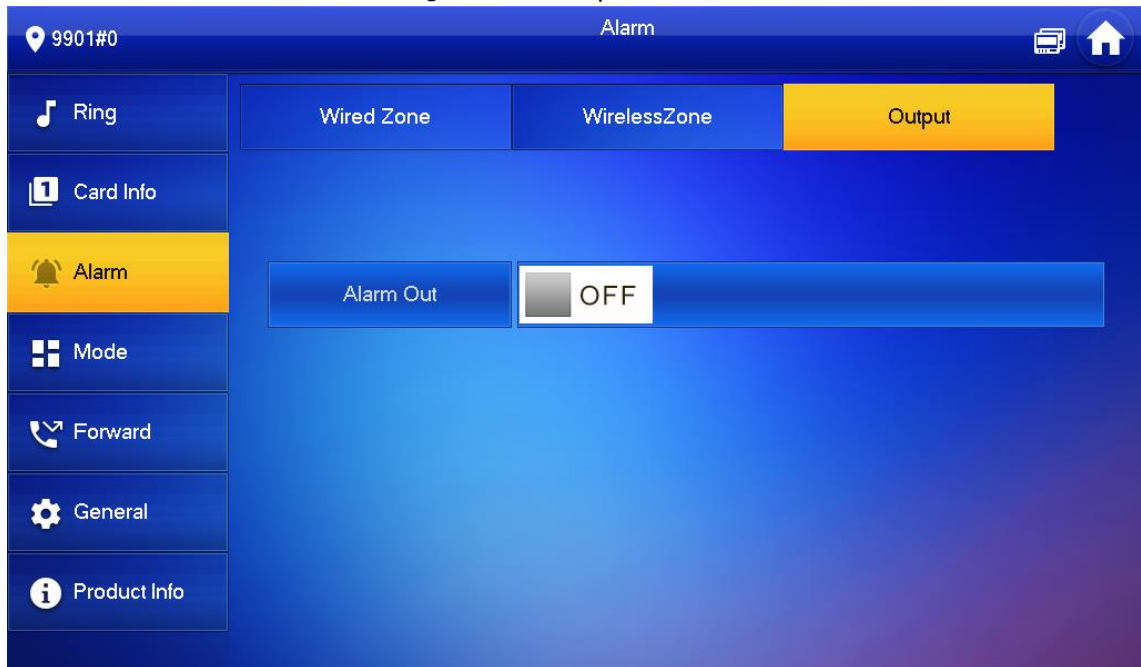 9901#0
Alarm
Ring
Wired Zone
WirelessZone
Output
1
Card Info
Alarm
Alarm Out
OFF
Mode
Forward
General
Product Info